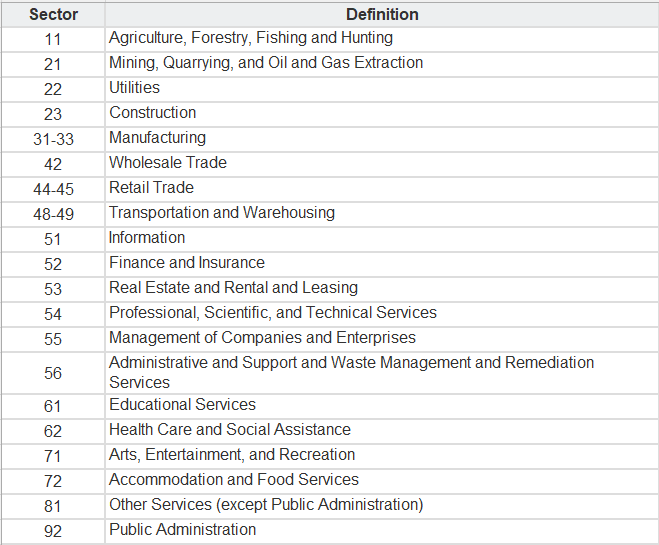 Sector Definition
11 Agriculture, Forestry, Fishing and Hunting
21 Mining, Quarrying, and Oil and Gas Extraction
22 Utilities
23 Construction
31-33 Manufacturing
42 Wholesale Trade
44-45 Retail Trade
48-49 Transportation and Warehousing
51 Information
52 Finance and Insurance
53 Real Estate and Rental and Leasing
54 Professional, Scientific, and Technical Services
55 Management of Companies and Enterprises
56 Administrative and Support and Waste Management and Remediation
Services
61 Educational Services
62 Health Care and Social Assistance
71 Arts, Entertainment, and Recreation
72 Accommodation and Food Services
81 Other Services (except Public Administration)
92 Public Administration